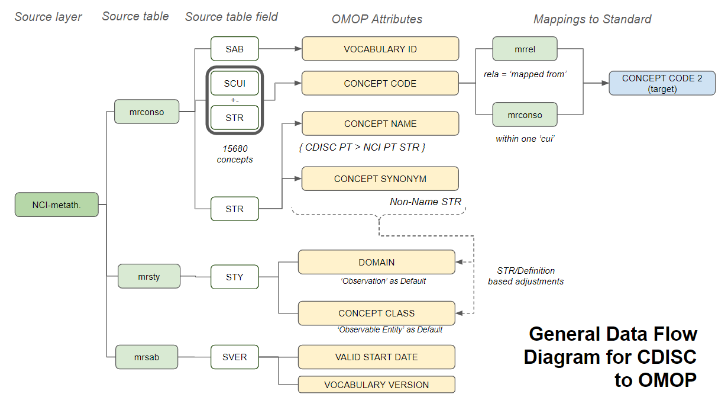 Source layer
Source table
Source table field
OMOP Attributes
Mappings to Standard
SAB
VOCABULARY ID
mrrel
SCUI
CONCEPT CODE
rela = 'mapped from'
CONCEPT CODE 2
(target)
+-
mrconso
STR
CONCEPT NAME
mrconso
15680
concepts
( CDISC PT > NCI PT STR )
within one 'cui'
CONCEPT SYNONYM
NCI-metath.
STR
Non-Name STR
DOMAIN
mrsty
STY
'Observation' as Default
STR/Definition
based adjustments
CONCEPT CLASS
'Observable Entity' as Default
General Data Flow
Diagram for CDISC
to OMOP
mrsab
SVER
VALID START DATE
VOCABULARY VERSION